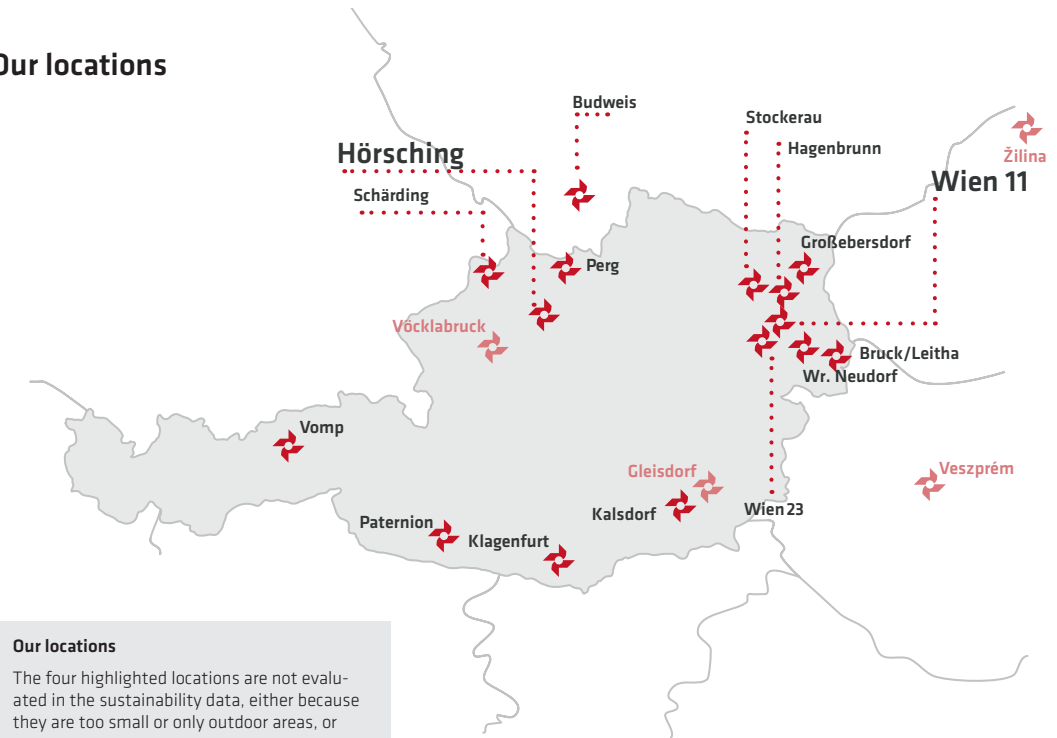 Our locations
Budweis
Stockerau
Hagenbrunn
Žilina
Hörsching
Wien 11
Schärding
Großebersdorf
Perg
Vöcklabruck
Bruck/Leitha
Wr. Neudorf
Vomp
Gleisdorf
Veszprém
Kalsdorf
Wien 23
Paternion
Klagenfurt
Our locations
The four highlighted locations are not evalu-
ated in the sustainability data, either because
they are too small or only outdoor areas, or